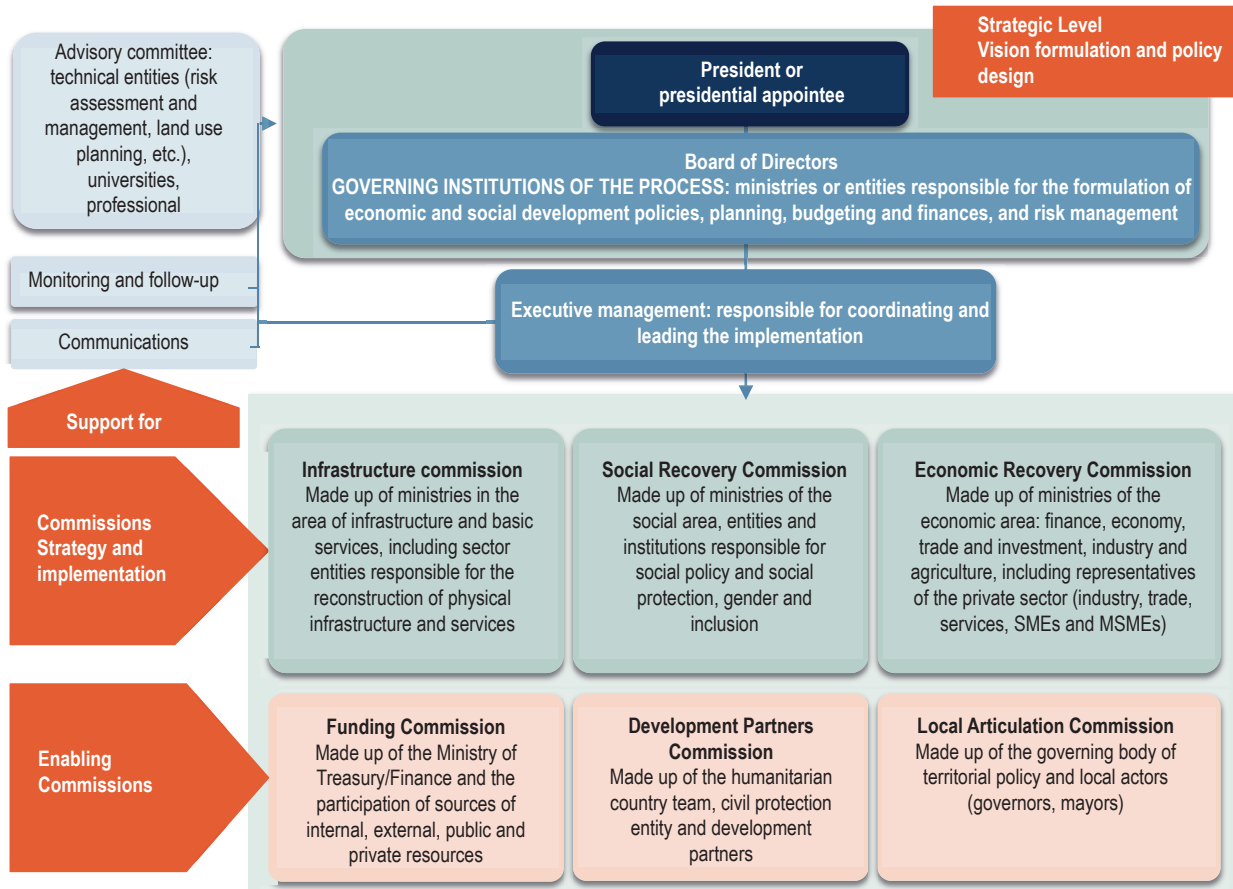 Advisory committee:
technical entities (risk
assessment and
management, land use
planning, etc.),
universities,
professional
Monitoring and follow-up
Communications
Support for
Strategic Level
Vision formulation and policy
design
President or
presidential appointee
Board of Directors
GOVERNING INSTITUTIONS OF THE PROCESS: ministries or entities responsible for the formulation of
economic and social development policies, planning, budgeting and finances, and risk management
Executive management: responsible for coordinating and
leading the implementation
Commissions
Strategy and
implementation
Infrastructure commission
Made up of ministries in the
area of infrastructure and basic
services, including sector
entities responsible for the
reconstruction of physical
infrastructure and services
Social Recovery Commission
Made up of ministries of the
social area, entities and
institutions responsible for
social policy and social
protection, gender and
inclusion
Economic Recovery Commission
Made up of ministries of the
economic area: finance, economy,
trade and investment, industry and
agriculture, including representatives
of the private sector (industry, trade,
services, SMEs and MSMEs)
Enabling
Commissions
Funding Commission
Made up of the Ministry of
Treasury/Finance and the
participation of sources of
internal, external, public and
private resources
Development Partners
Commission
Made up of the humanitarian
country team, civil protection
entity and development
partners
Local Articulation Commission
Made up of the governing body of
territorial policy and local actors
(governors, mayors)